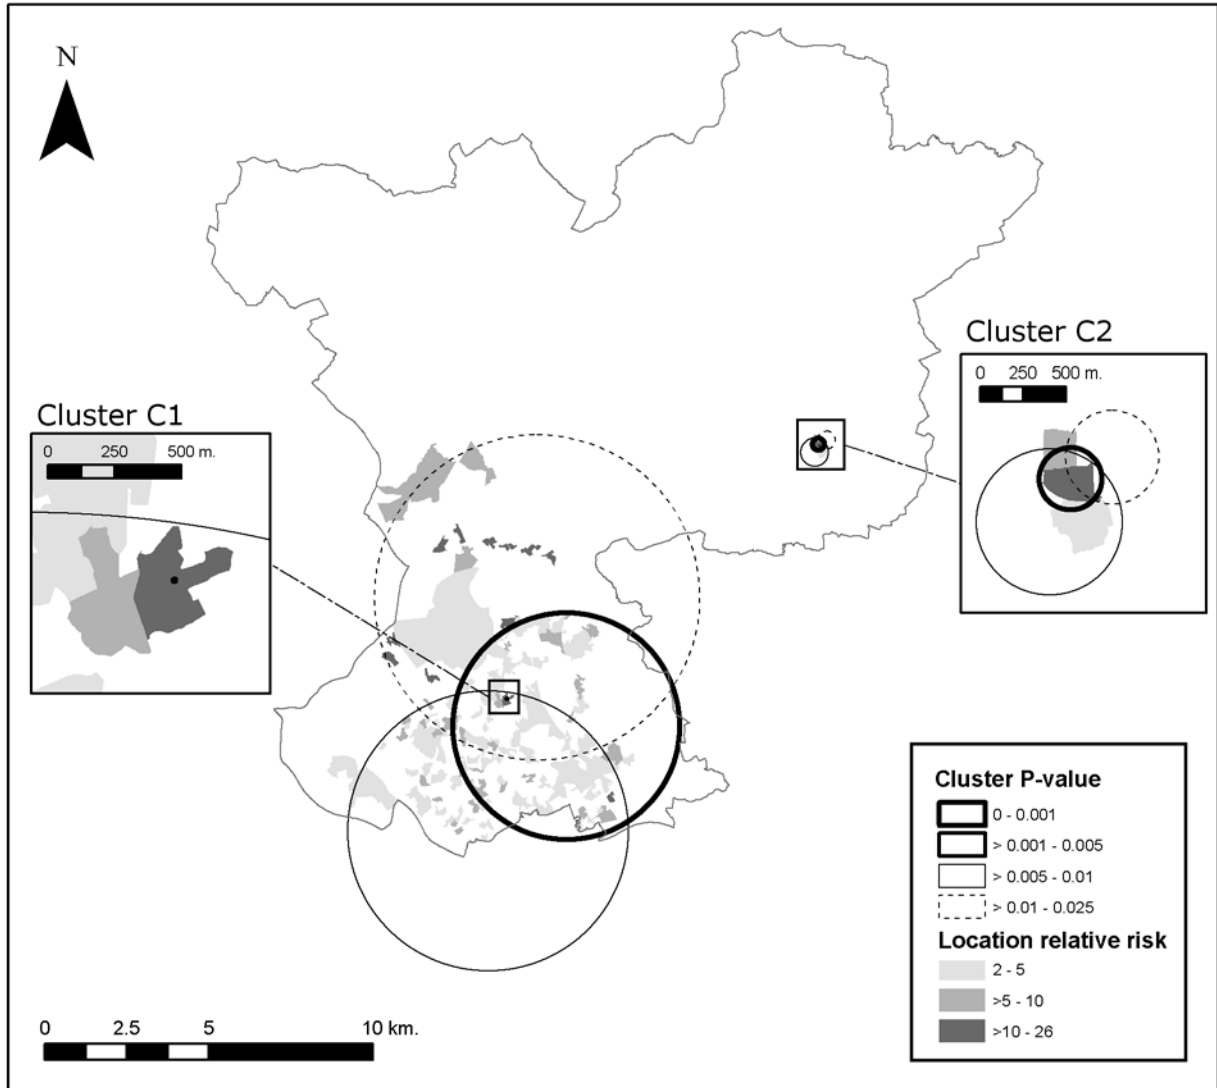 N
Cluster C2
0 250 500 m.
Cluster C1
0 250 500 m.
Cluster P-value
0 - 0.001
> 0.001 - 0.005
> 0.005 - 0.01
> 0.01 - 0.025
Location relative risk
2 - 5
>5 - 10
>10 - 26
0 2.5 5 10 km.